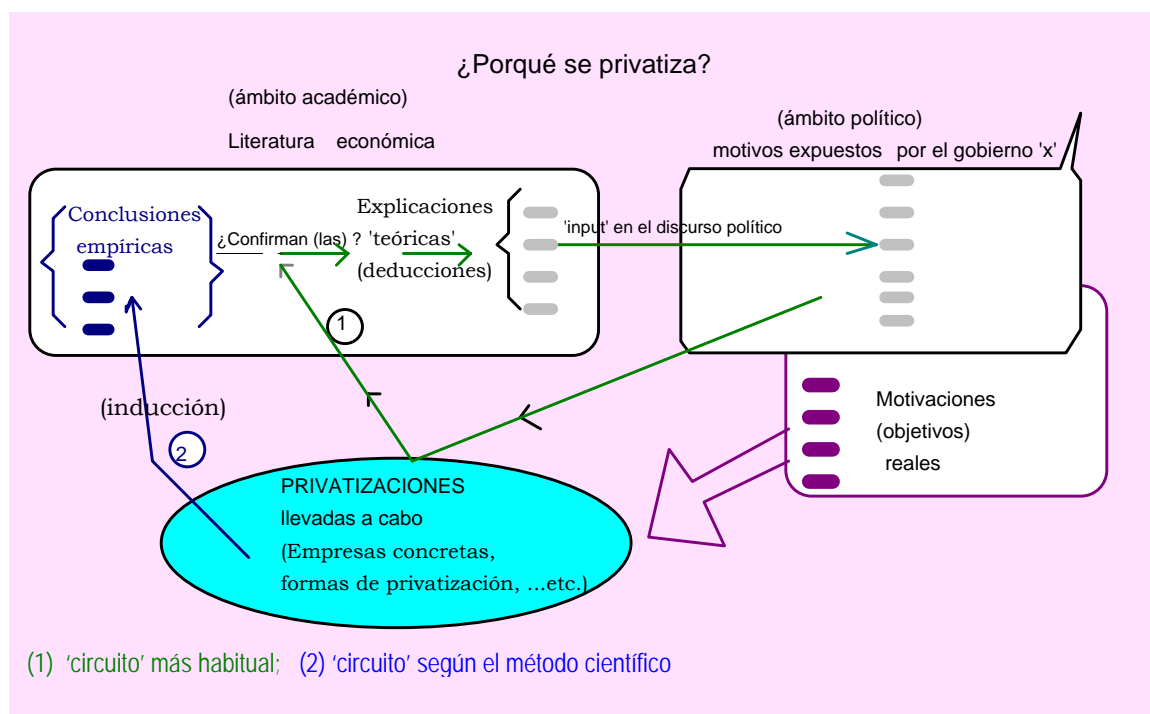 ¿Porqué se privatiza?
(ámbito académico)
Literatura económica
(ámbito político)
motivos expuestos por el gobierno 'x'
Conclusiones
empíricas
¿Confirman (las) ?
Explicaciones
'teóricas'
(deducciones)
'input' en el discurso político
1
(inducción)
2
Motivaciones
(objetivos)
reales
PRIVATIZACIONES
llevadas a cabo
(Empresas concretas,
formas de privatización, ...etc.)
(1) 'circuito' más habitual; (2) 'circuito' según el método científico